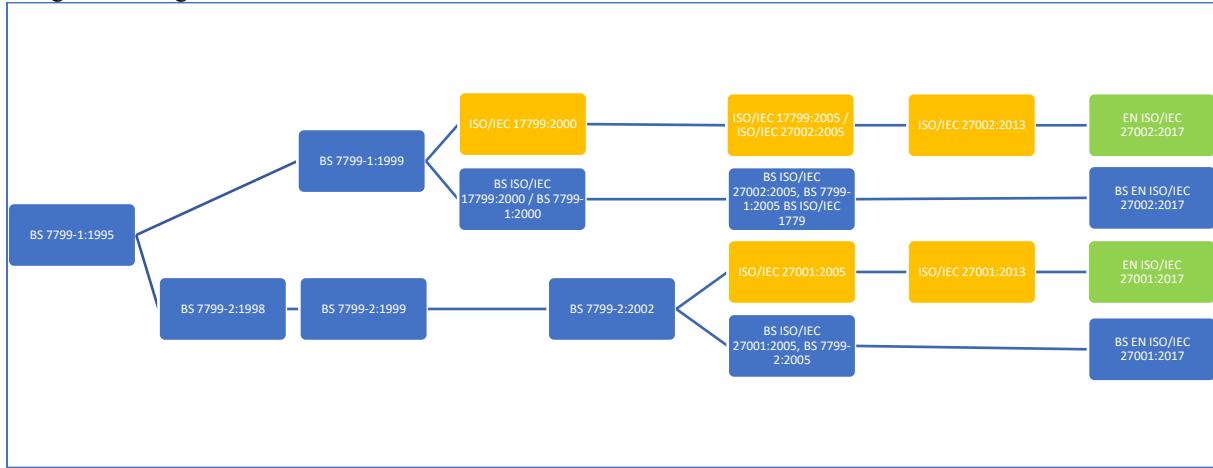 ISO/IEC 17799:2000
ISO/IEC 17799:2005 /
ISO/IEC 27002:2005
ISO/IEC 27002:2013
EN ISO/IEC
27002:2017
BS 7799-1:1999
BS ISO/IEC
17799:2000 / BS 7799-
1:2000
BS ISO/IEC
27002:2005, BS 7799-
1:2005 BS ISO/IEC
1779
BS EN ISO/IEC
27002:2017
BS 7799-1:1995
ISO/IEC 27001:2005
ISO/IEC 27001:2013
EN ISO/IEC
27001:2017
BS 7799-2:1998
BS 7799-2:1999
BS 7799-2:2002
BS ISO/IEC
27001:2005, BS 7799-
2:2005
BS EN ISO/IEC
27001:2017